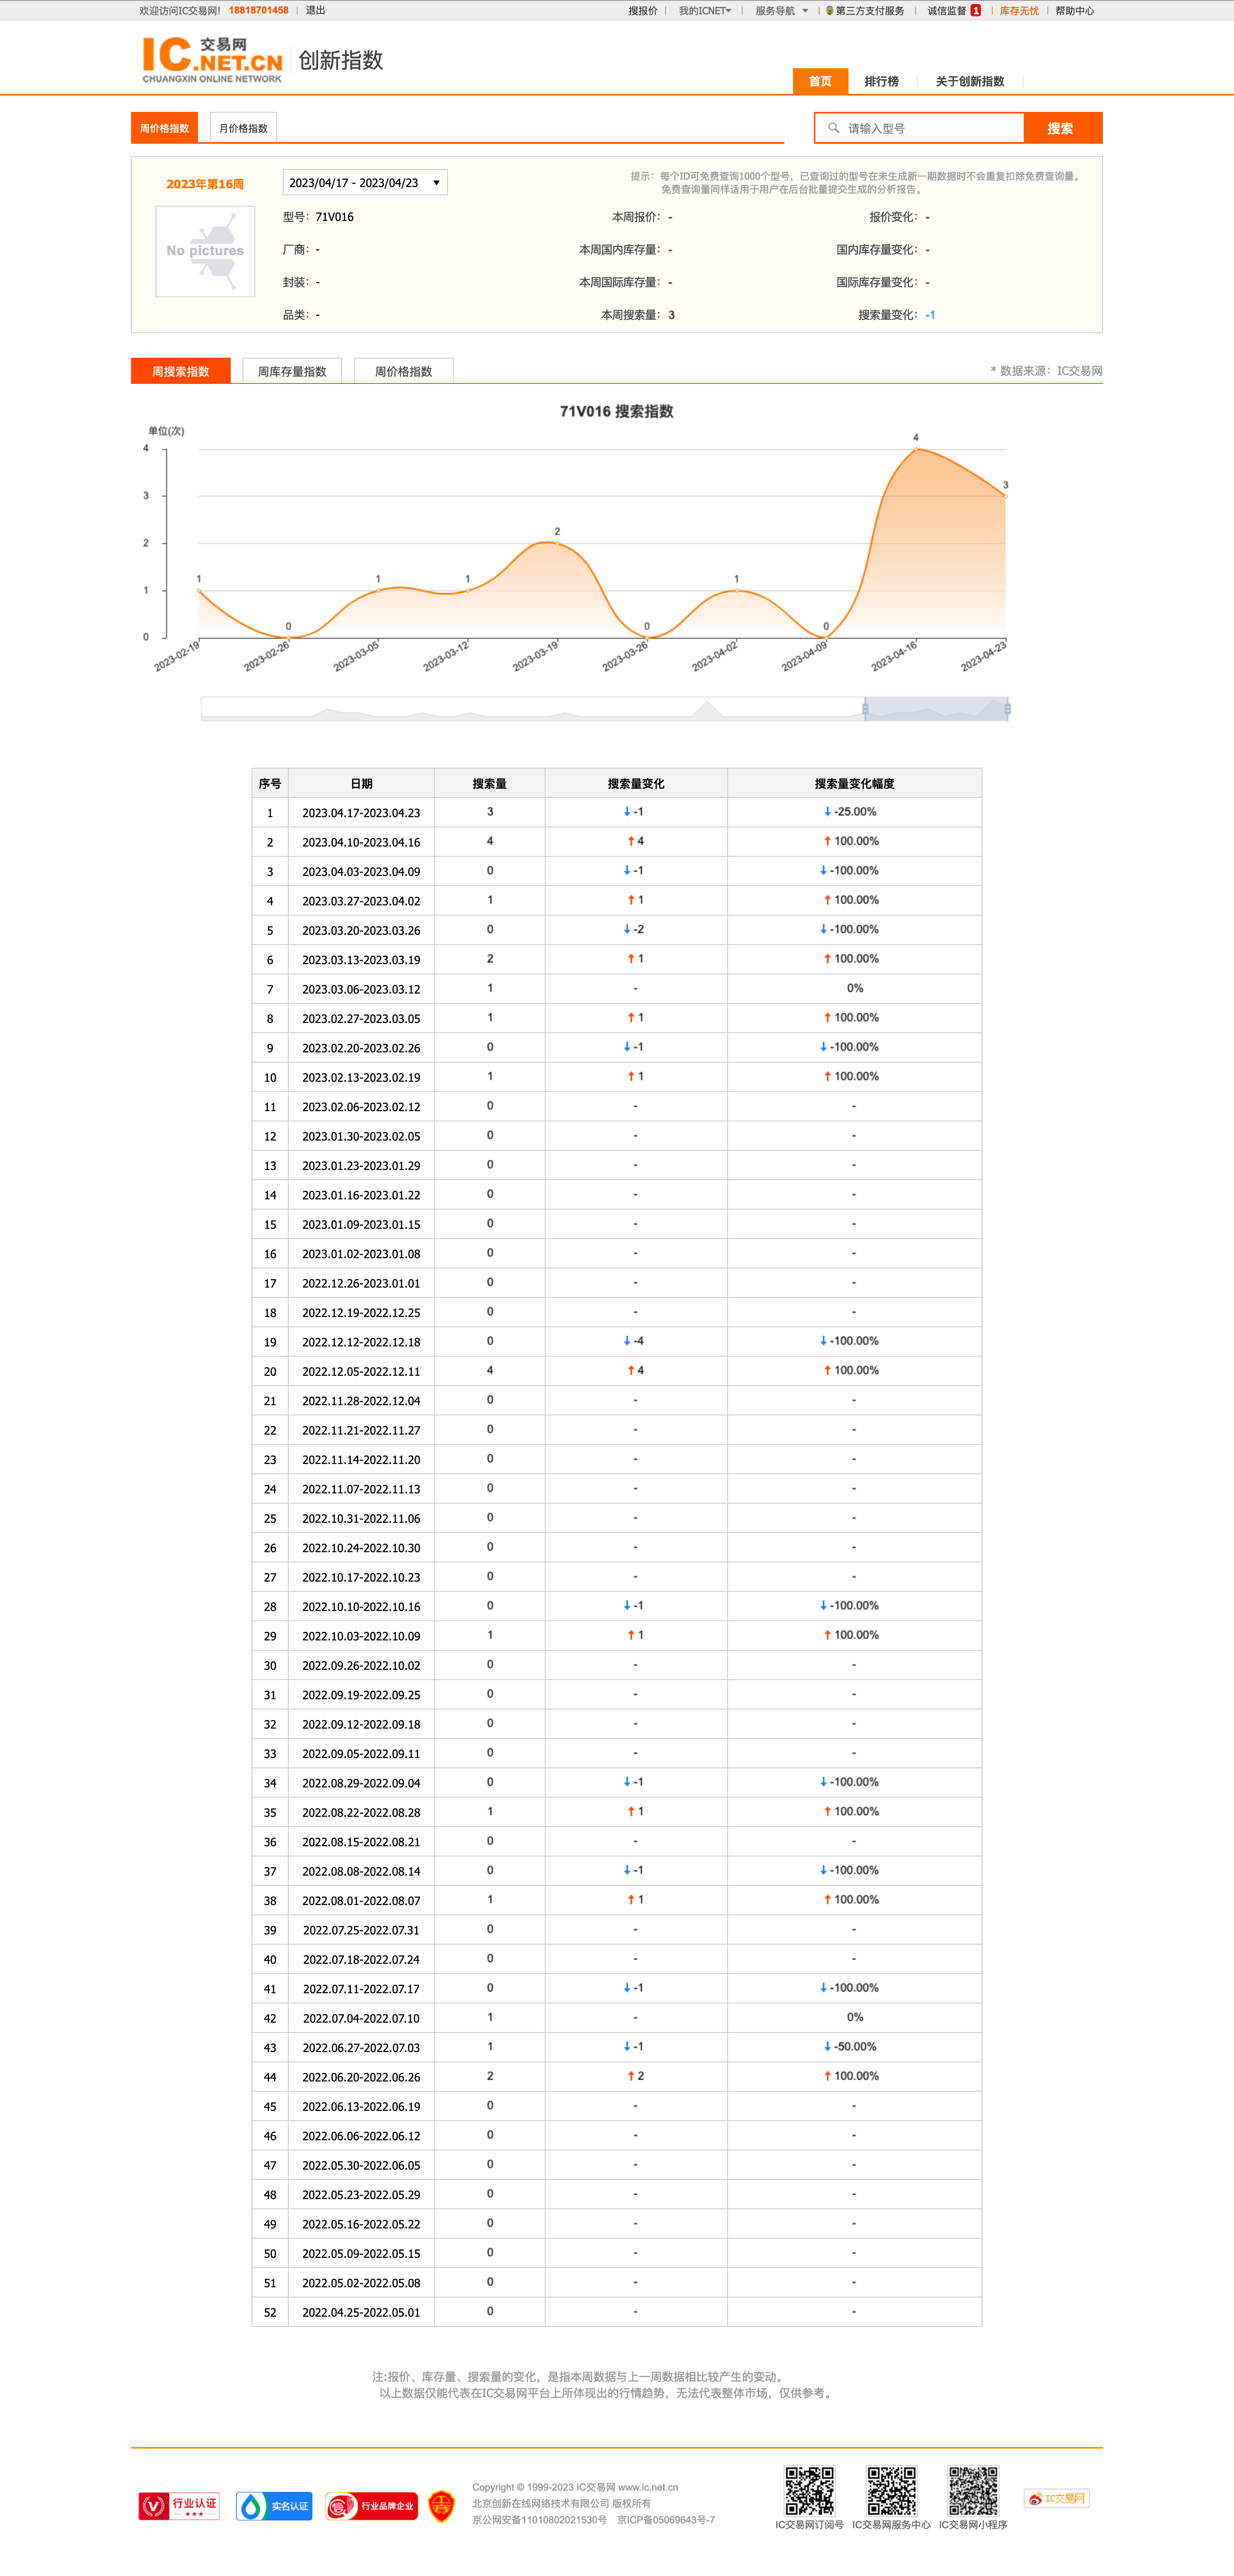 欢迎访问IC交易网! 18818701458 | 退出 搜报价 | 我的ICNET | 服务导航 | 第三方支付服务 | 诚信监督 1 | 库存无忧 | 帮助中心
IC交易网
.NET.CN
CHUANGXIN ONLINE NETWORK
创新指数
首页 排行榜 关于创新指数
周价格指数 月价格指数 请输入型号 搜索
2023年第16周 2023/04/17 - 2023/04/23
提示：每个ID可免费查询1000个型号，已查询过的型号在未生成新一期数据时不会重复扣除免费查询量。
免费查询量同样适用于用户在后台批量提交生成的分析报告。
No pictures
型号：71V016 本周报价：- 报价变化：-
厂商：- 本周国内库存量：- 国内库存量变化：-
封装：- 本周国际库存量：- 国际库存量变化：-
品类：- 本周搜索量：3 搜索量变化：-1
周搜索指数 周库存量指数 周价格指数 * 数据来源：IC交易网
71V016 搜索指数
单位(次)
4
3
2
1
0
1 0 1 1 2 0 1 0 4 3
2023-02-19 2023-02-26 2023-03-05 2023-03-12 2023-03-19 2023-03-26 2023-04-02 2023-04-09 2023-04-16 2023-04-23
序号 日期 搜索量 搜索量变化 搜索量变化幅度
1 2023.04.17-2023.04.23 3 ↓-1 ↓-25.00%
2 2023.04.10-2023.04.16 4 ↑4 ↑100.00%
3 2023.04.03-2023.04.09 0 ↓-1 ↓-100.00%
4 2023.03.27-2023.04.02 1 ↑1 ↑100.00%
5 2023.03.20-2023.03.26 0 ↓-2 ↓-100.00%
6 2023.03.13-2023.03.19 2 ↑1 ↑100.00%
7 2023.03.06-2023.03.12 1 - 0%
8 2023.02.27-2023.03.05 1 ↑1 ↑100.00%
9 2023.02.20-2023.02.26 0 ↓-1 ↓-100.00%
10 2023.02.13-2023.02.19 1 ↑1 ↑100.00%
11 2023.02.06-2023.02.12 0 - -
12 2023.01.30-2023.02.05 0 - -
13 2023.01.23-2023.01.29 0 - -
14 2023.01.16-2023.01.22 0 - -
15 2023.01.09-2023.01.15 0 - -
16 2023.01.02-2023.01.08 0 - -
17 2022.12.26-2023.01.01 0 - -
18 2022.12.19-2022.12.25 0 - -
19 2022.12.12-2022.12.18 0 ↓-4 ↓-100.00%
20 2022.12.05-2022.12.11 4 ↑4 ↑100.00%
21 2022.11.28-2022.12.04 0 - -
22 2022.11.21-2022.11.27 0 - -
23 2022.11.14-2022.11.20 0 - -
24 2022.11.07-2022.11.13 0 - -
25 2022.10.31-2022.11.06 0 - -
26 2022.10.24-2022.10.30 0 - -
27 2022.10.17-2022.10.23 0 - -
28 2022.10.10-2022.10.16 0 ↓-1 ↓-100.00%
29 2022.10.03-2022.10.09 1 ↑1 ↑100.00%
30 2022.09.26-2022.10.02 0 - -
31 2022.09.19-2022.09.25 0 - -
32 2022.09.12-2022.09.18 0 - -
33 2022.09.05-2022.09.11 0 - -
34 2022.08.29-2022.09.04 0 ↓-1 ↓-100.00%
35 2022.08.22-2022.08.28 1 ↑1 ↑100.00%
36 2022.08.15-2022.08.21 0 - -
37 2022.08.08-2022.08.14 0 ↓-1 ↓-100.00%
38 2022.08.01-2022.08.07 1 ↑1 ↑100.00%
39 2022.07.25-2022.07.31 0 - -
40 2022.07.18-2022.07.24 0 - -
41 2022.07.11-2022.07.17 0 ↓-1 ↓-100.00%
42 2022.07.04-2022.07.10 1 - 0%
43 2022.06.27-2022.07.03 1 ↓-1 ↓-50.00%
44 2022.06.20-2022.06.26 2 ↑2 ↑100.00%
45 2022.06.13-2022.06.19 0 - -
46 2022.06.06-2022.06.12 0 - -
47 2022.05.30-2022.06.05 0 - -
48 2022.05.23-2022.05.29 0 - -
49 2022.05.16-2022.05.22 0 - -
50 2022.05.09-2022.05.15 0 - -
51 2022.05.02-2022.05.08 0 - -
52 2022.04.25-2022.05.01 0 - -
注:报价、库存量、搜索量的变化，是指本周数据与上一周数据相比较产生的变动。
以上数据仅能代表在IC交易网平台上所体现出的行情趋势，无法代表整体市场，仅供参考。
行业认证 实名认证 信 行业品牌企业
Copyright © 1999-2023 IC交易网 www.ic.net.cn
北京创新在线网络技术有限公司 版权所有
京公网安备11010802021530号 京ICP备05069643号-7
IC交易网订阅号 IC交易网服务中心 IC交易网小程序
IC交易网